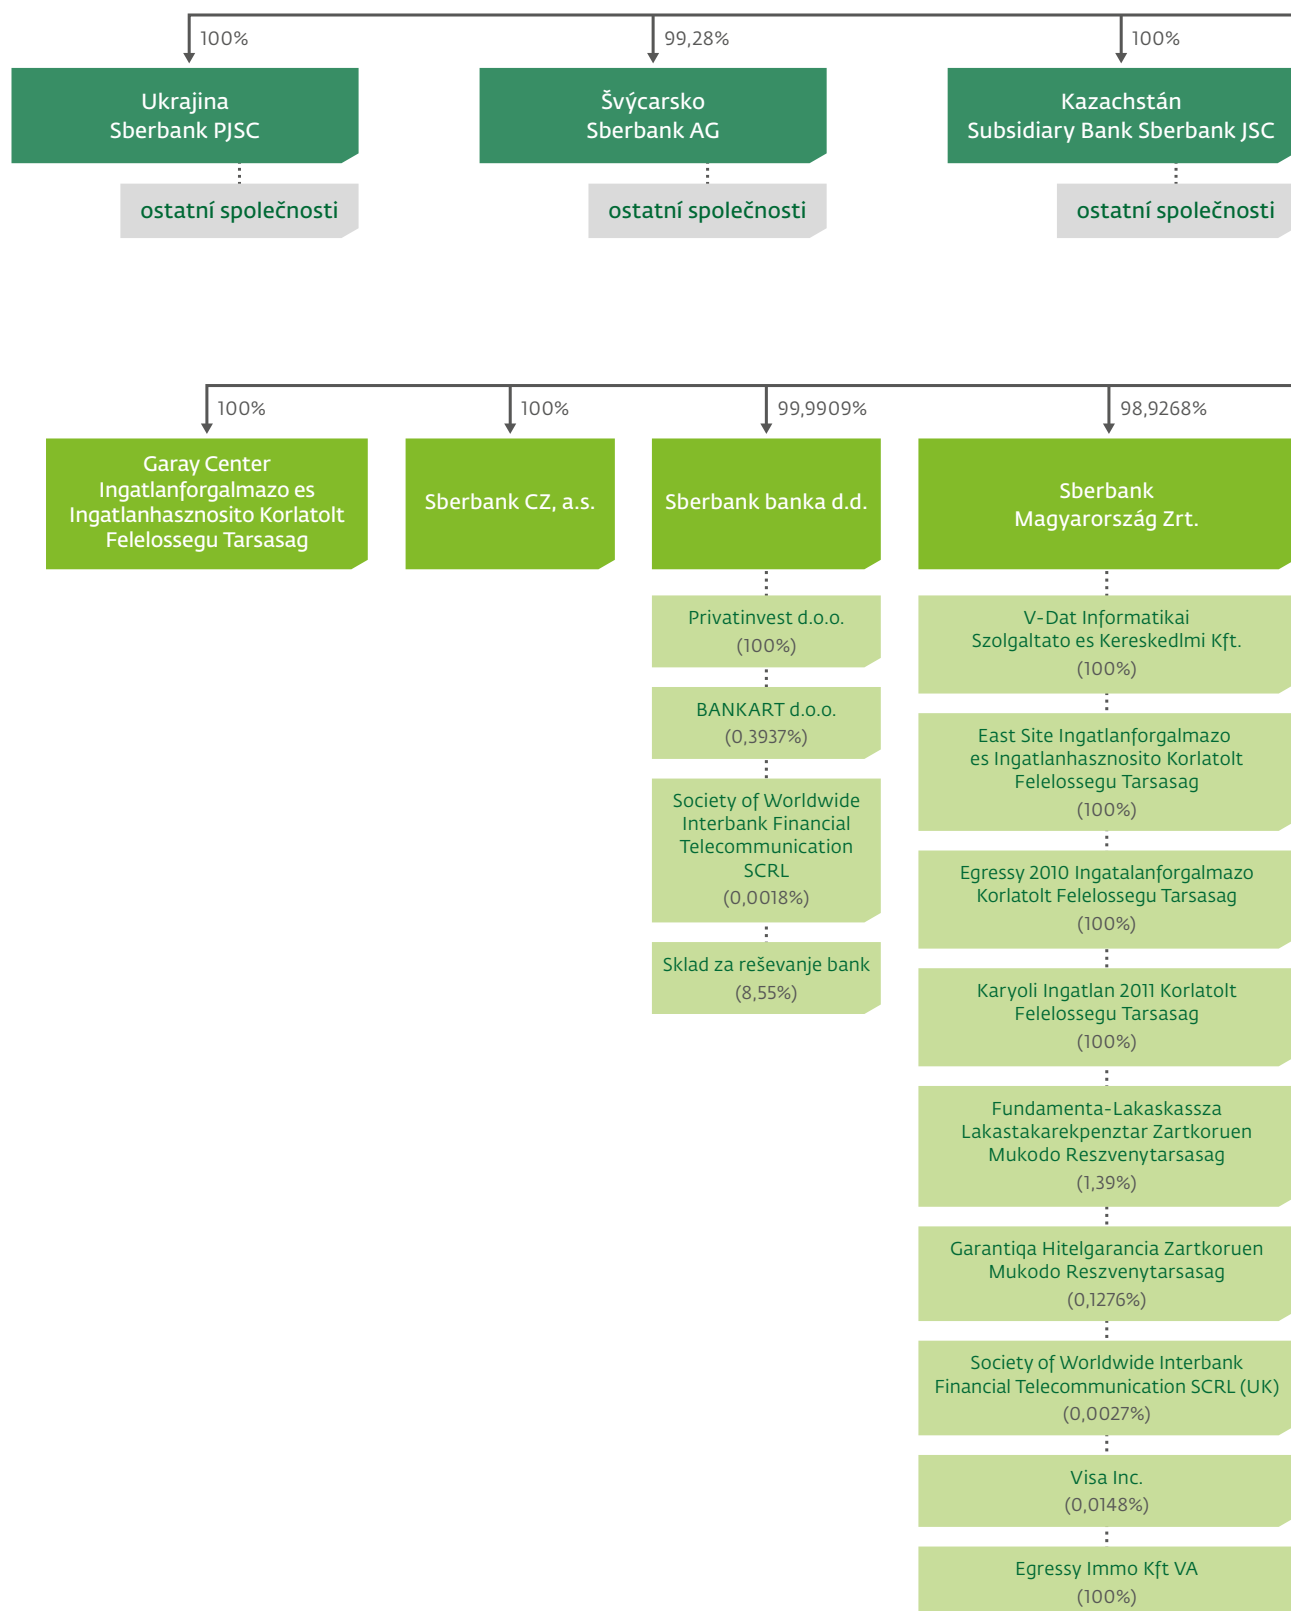 100%
99,28%
100%
Ukrajina
Sberbank PJSC
Švýcarsko
Sberbank AG
Kazachstán
Subsidiary Bank Sberbank JSC
ostatní společnosti
ostatní společnosti
ostatní společnosti
100%
100%
99,9909%
98,9268%
Garay Center
Ingatlanforgalmazo es
Ingatlanhasznosito Korlatolt
Felelossegu Tarsasag
Sberbank CZ, a.s.
Sberbank banka d.d.
Sberbank
Magyarország Zrt.
Privatinvest d.o.o.
(100%)
BANKART d.o.o.
(0,3937%)
Society of Worldwide
Interbank Financial
Telecommunication
SCRL
(0,0018%)
Sklad za reševanje bank
(8,55%)
V-Dat Informatikai
Szolgaltato es Kereskedlmi Kft.
(100%)
East Site Ingatlanforgalmazo
es Ingatlanhasznosito Korlatolt
Felelossegu Tarsasag
(100%)
Egressy 2010 Ingatalanforgalmazo
Korlatolt Felelossegu Tarsasag
(100%)
Karyoli Ingatlan 2011 Korlatolt
Felelossegu Tarsasag
(100%)
Fundamenta-Lakaskassza
Lakastakarekpenztar Zartkoruen
Mukodo Reszvenytarsasag
(1,39%)
Garantiqa Hitelgarancia Zartkoruen
Mukodo Reszvenytarsasag
(0,1276%)
Society of Worldwide Interbank
Financial Telecommunication SCRL (UK)
(0,0027%)
Visa Inc.
(0,0148%)
Egressy Immo Kft VA
(100%)